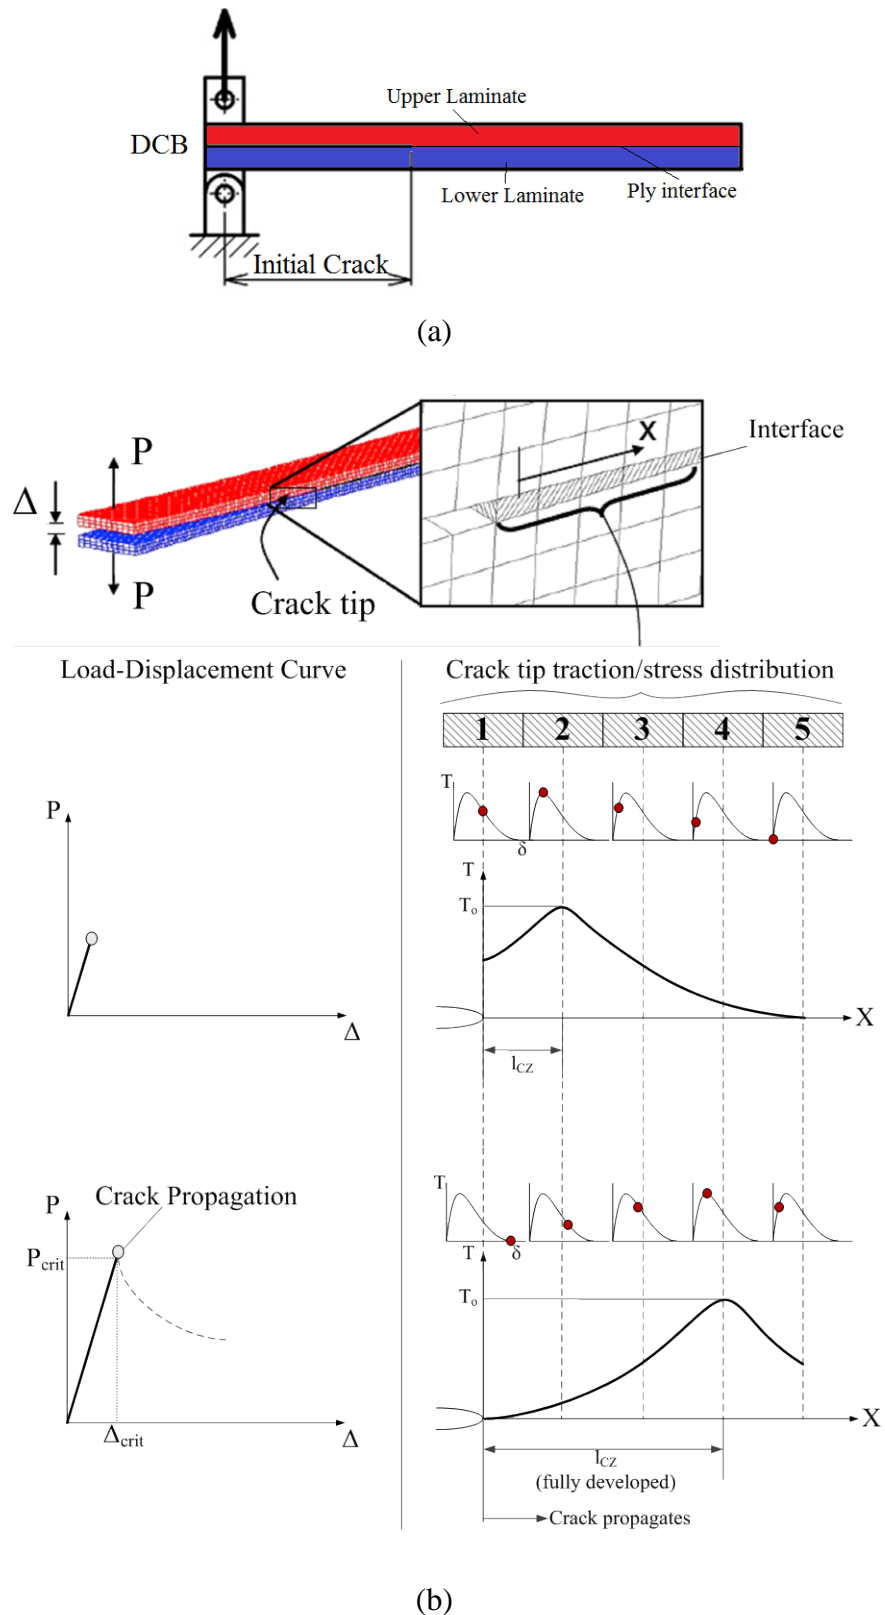 Upper Laminate
DCB
Lower Laminate
Ply interface
Initial Crack
(a)
P
X
Interface
Δ
P
Crack tip
Load-Displacement Curve
Crack tip traction/stress distribution
1 2 3 4 5
T
δ
P
Δ
T
To
X
lCZ
Crack Propagation
P
Pcrit
Δcrit
Δ
T
δ
T
To
X
lCZ
(fully developed)
Crack propagates
(b)